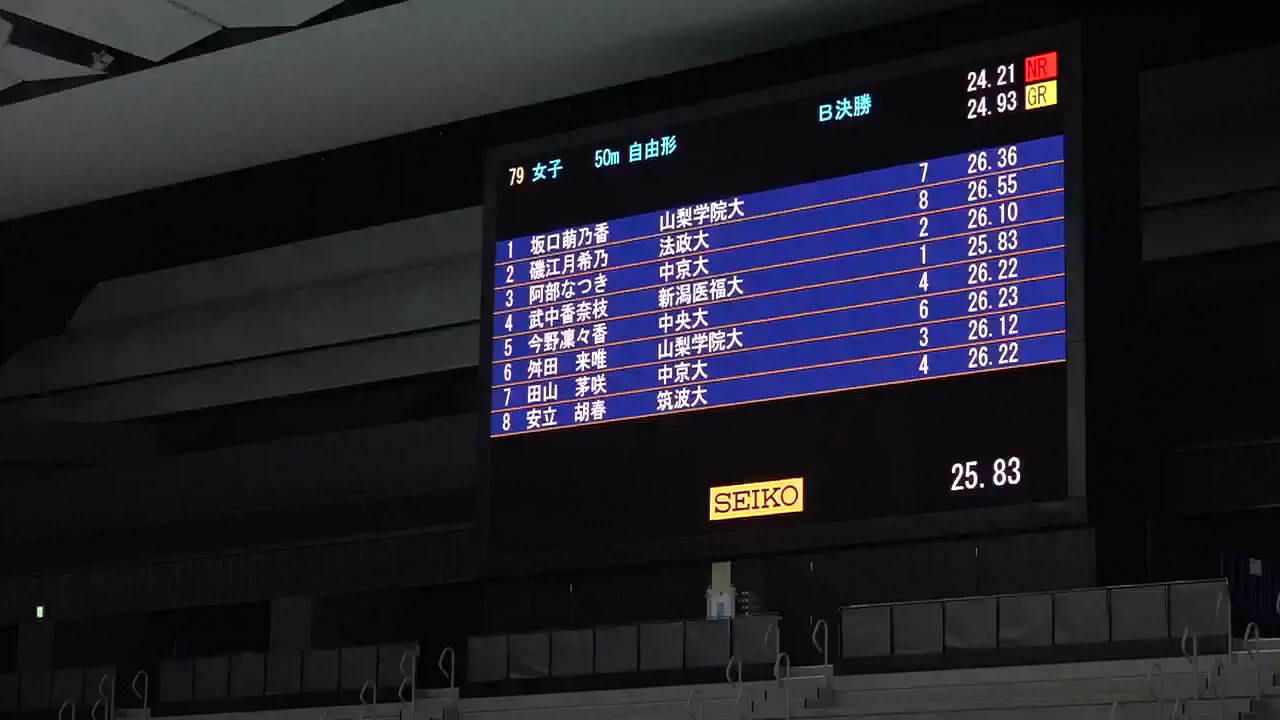 24.21 NR
B決勝 24.93 GR
79 女子 50m 自由形
1 坂口萌乃香 山梨学院大 7 26.36
2 磯江月希乃 法政大 8 26.55
3 阿部なつき 中京大 2 26.10
4 武中香奈枝 新潟医福大 1 25.83
5 今野凜々香 中央大 4 26.22
6 舛田 来唯 山梨学院大 6 26.23
7 田山 茅咲 中京大 3 26.12
8 安立 胡春 筑波大 4 26.22
25.83
SEIKO